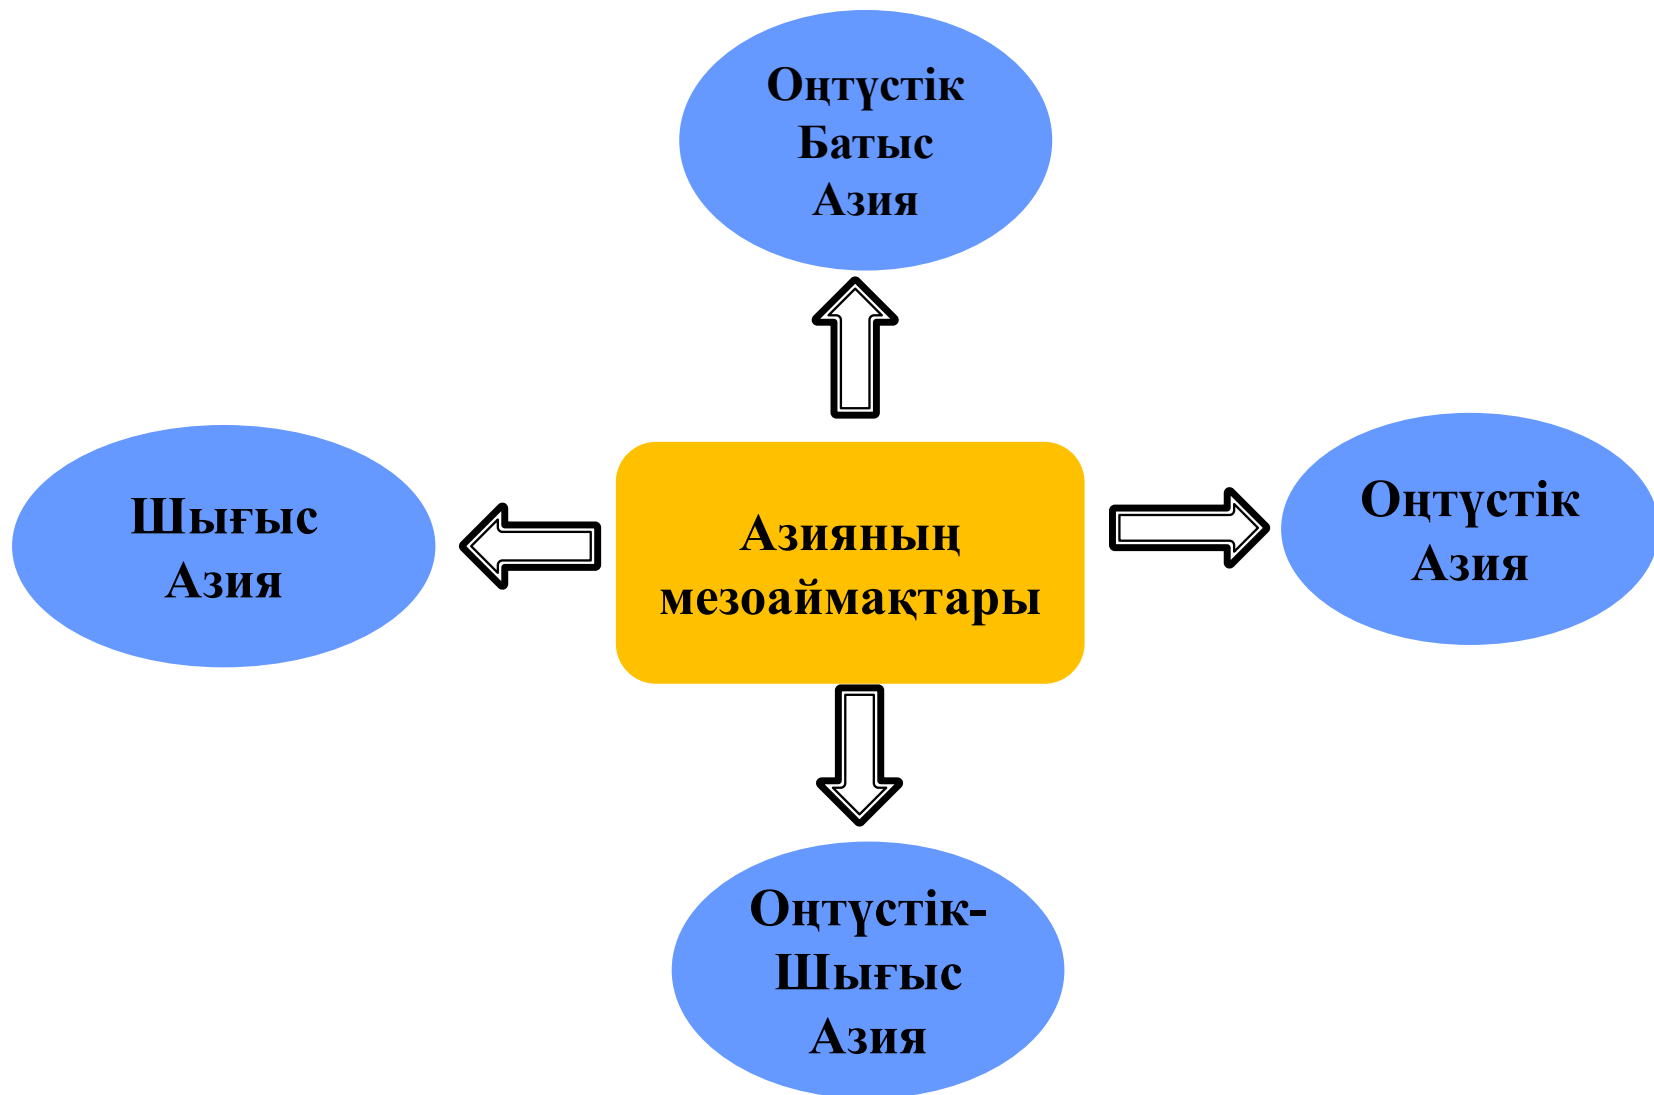 Оңтүстік
Батыс
Азия
Шығыс
Азия
Азияның
мезоаймақтары
Оңтүстік
Азия
Оңтүстік-
Шығыс
Азия